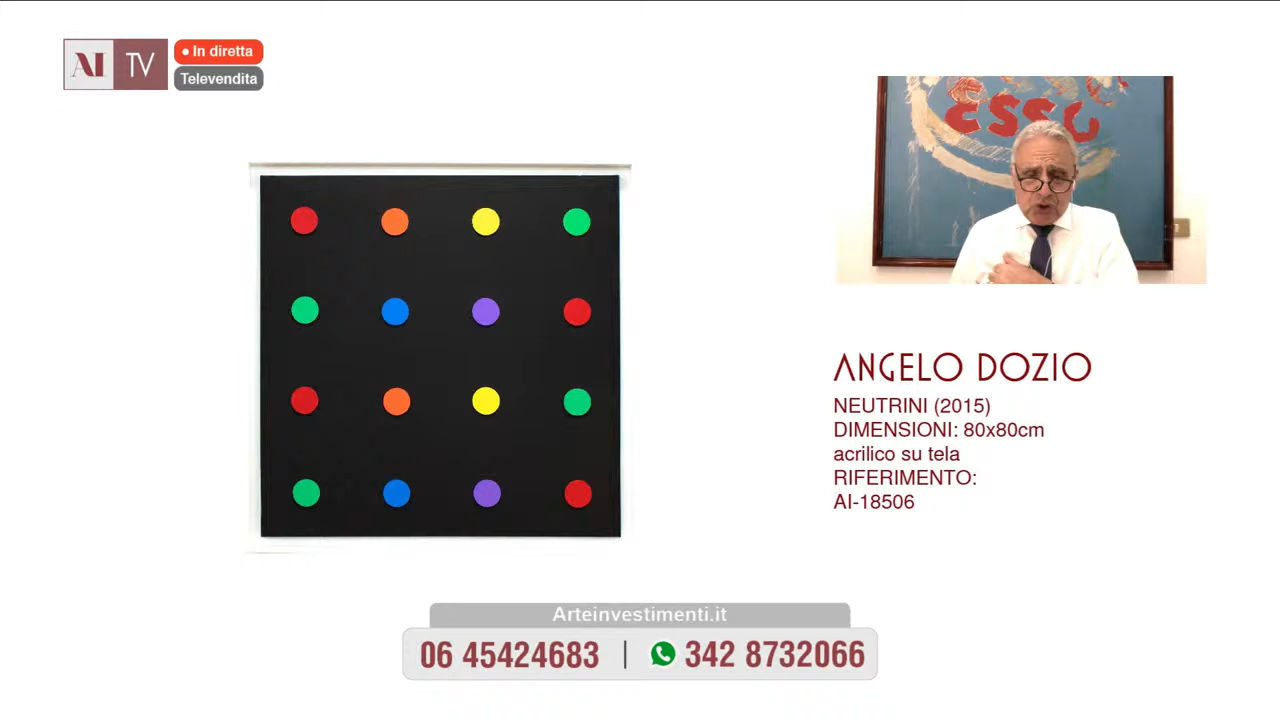 AI TV
• In diretta
Televendita
ESSO
ANGELO DOZIO
NEUTRINI (2015)
DIMENSIONI: 80x80cm
acrilico su tela
RIFERIMENTO:
AI-18506
Arteinvestimenti.it
06 45424683 | 342 8732066